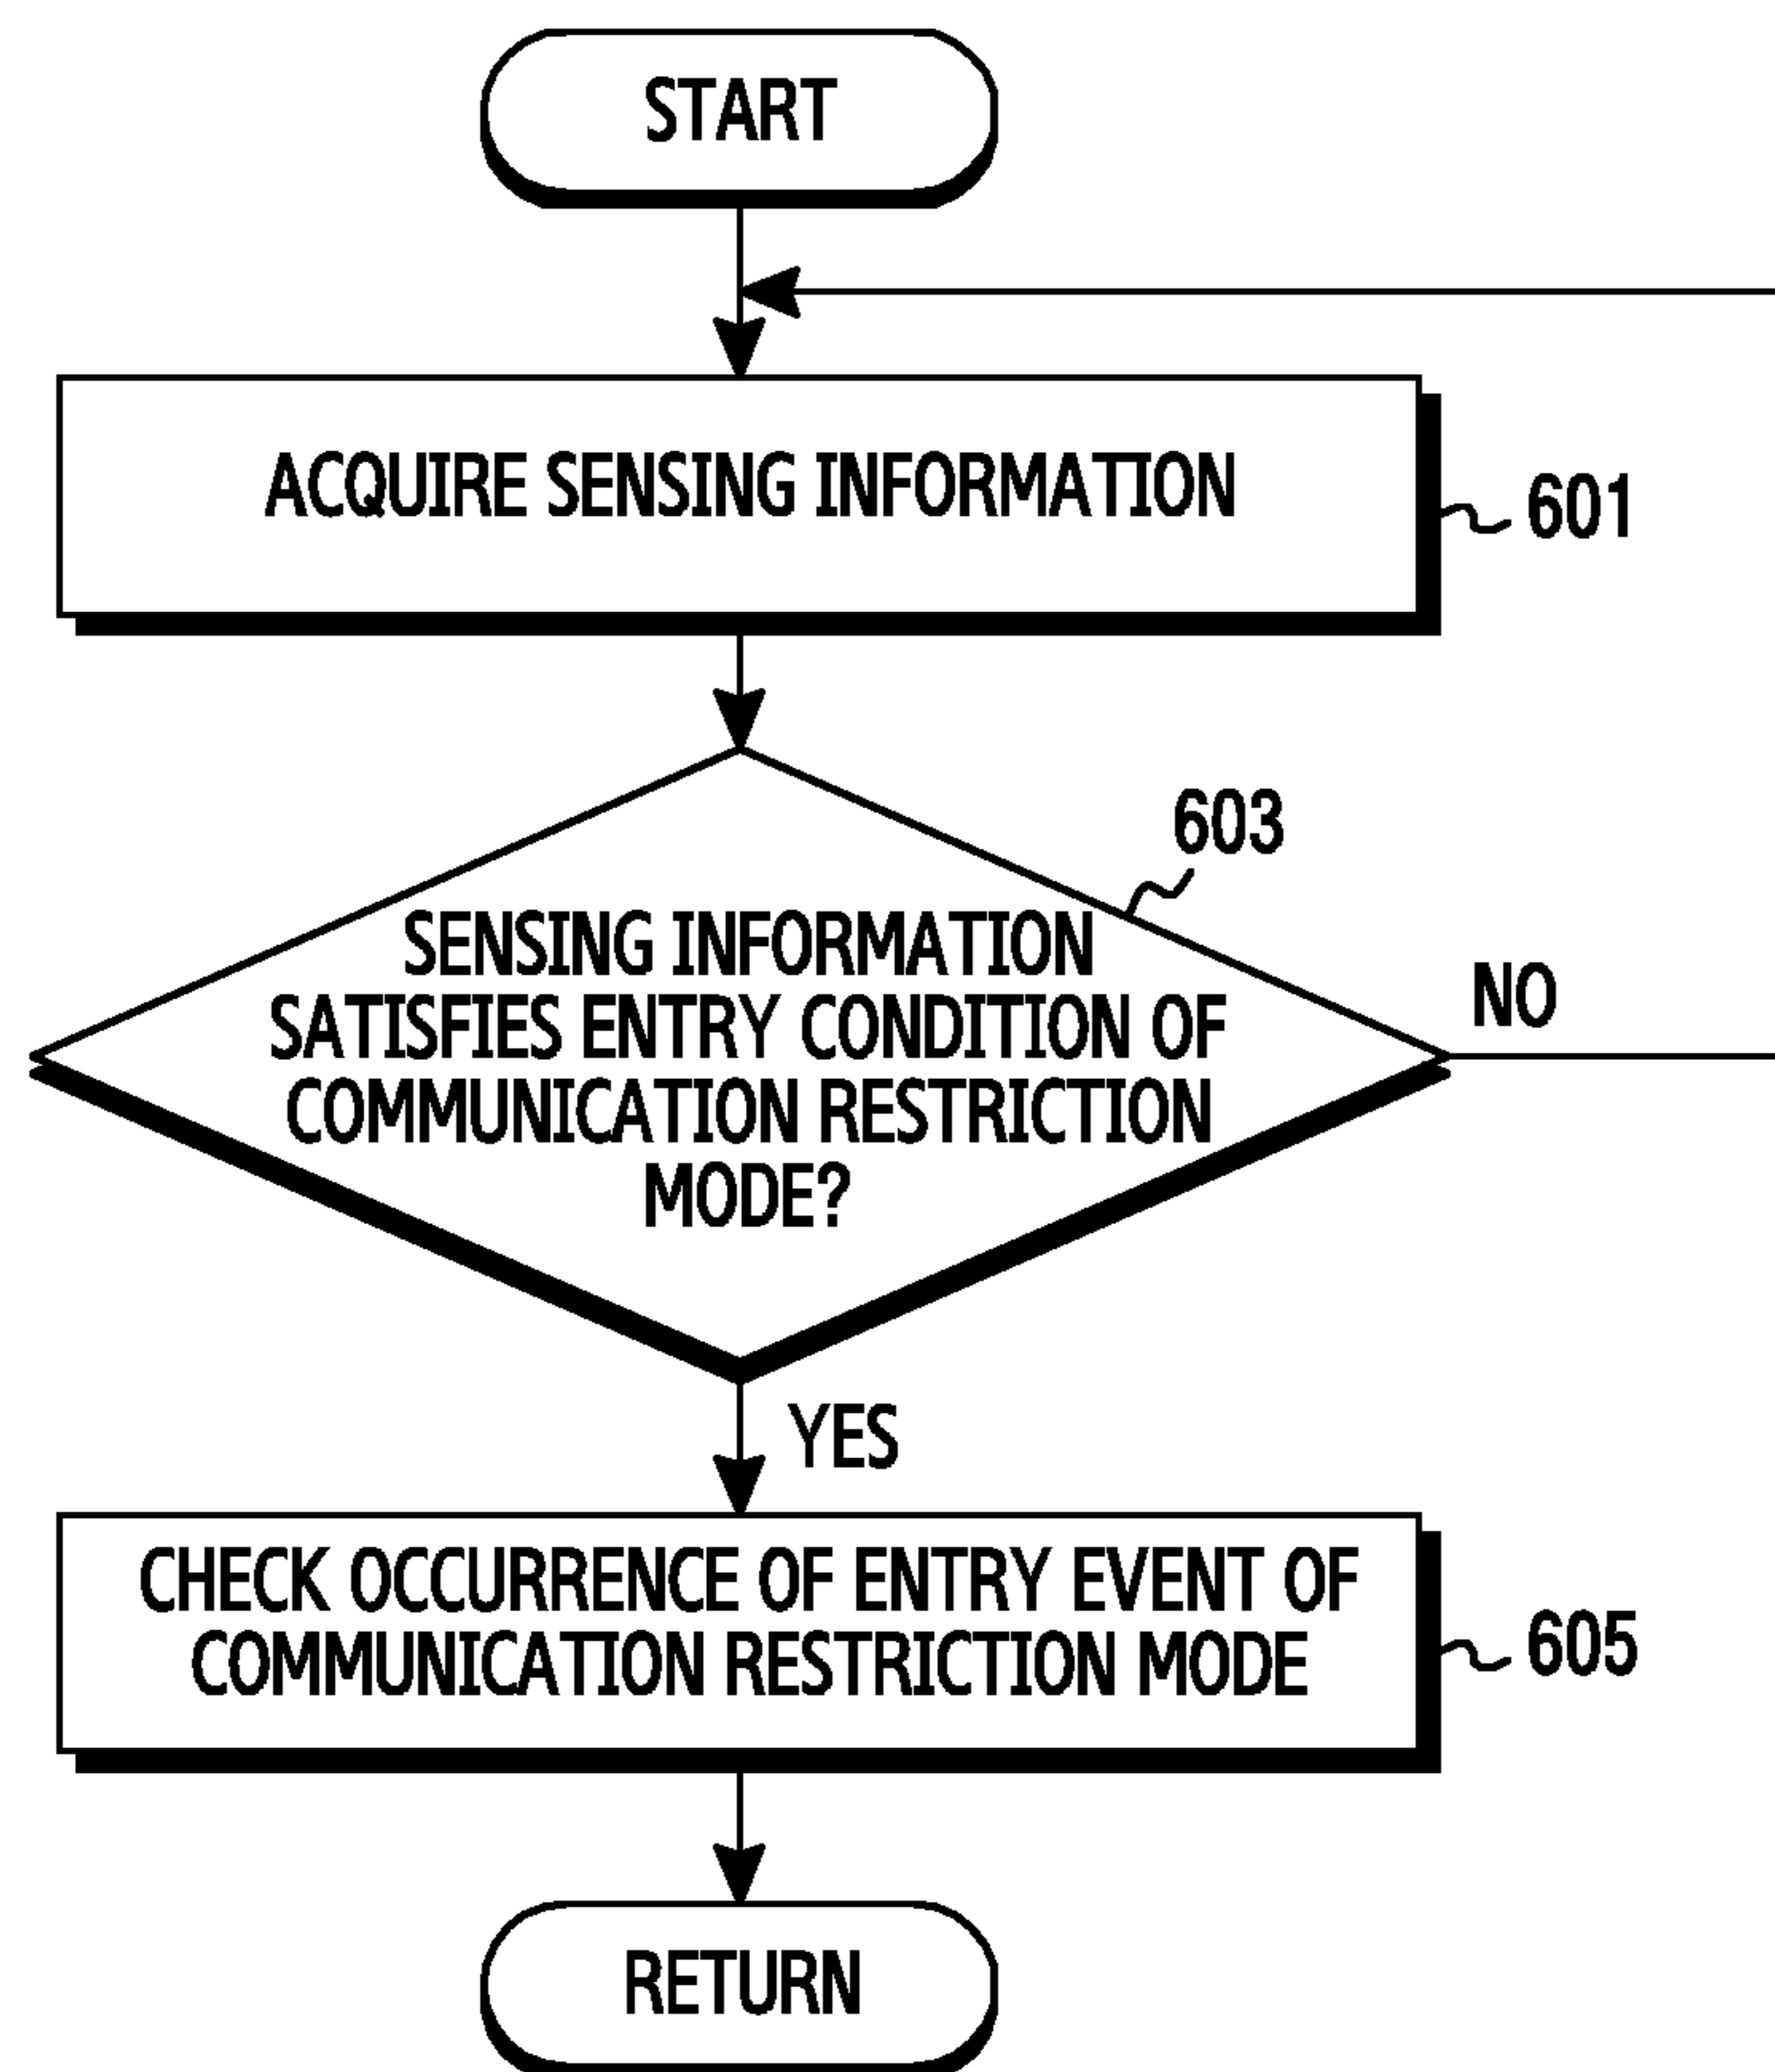 START
ACQUIRE SENSING INFORMATION
601
603
SENSING INFORMATION
SATISFIES ENTRY CONDITION OF
COMMUNICATION RESTRICTION
MODE?
NO
YES
CHECK OCCURRENCE OF ENTRY EVENT OF
COMMUNICATION RESTRICTION MODE
605
RETURN